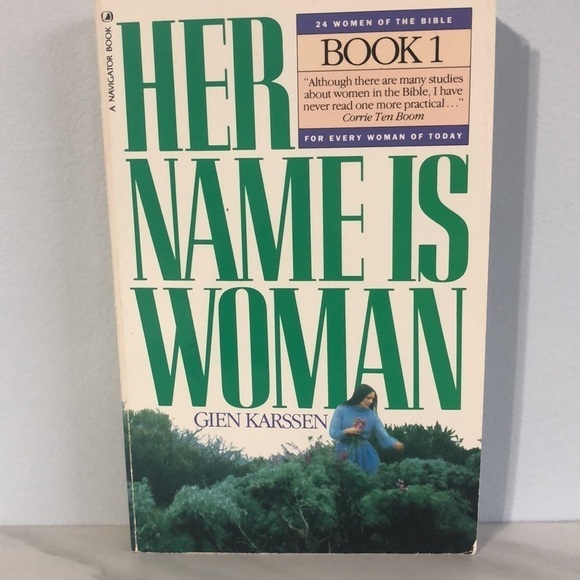 A NAVIGATOR BOOK
24 WOMEN OF THE BIBLE
BOOK 1
"Although there are many studies
about women in the Bible, I have
never read one more practical..."
Corrie Ten Boom
FOR EVERY WOMAN OF TODAY
HER
NAME IS
WOMAN
GIEN KARSSEN